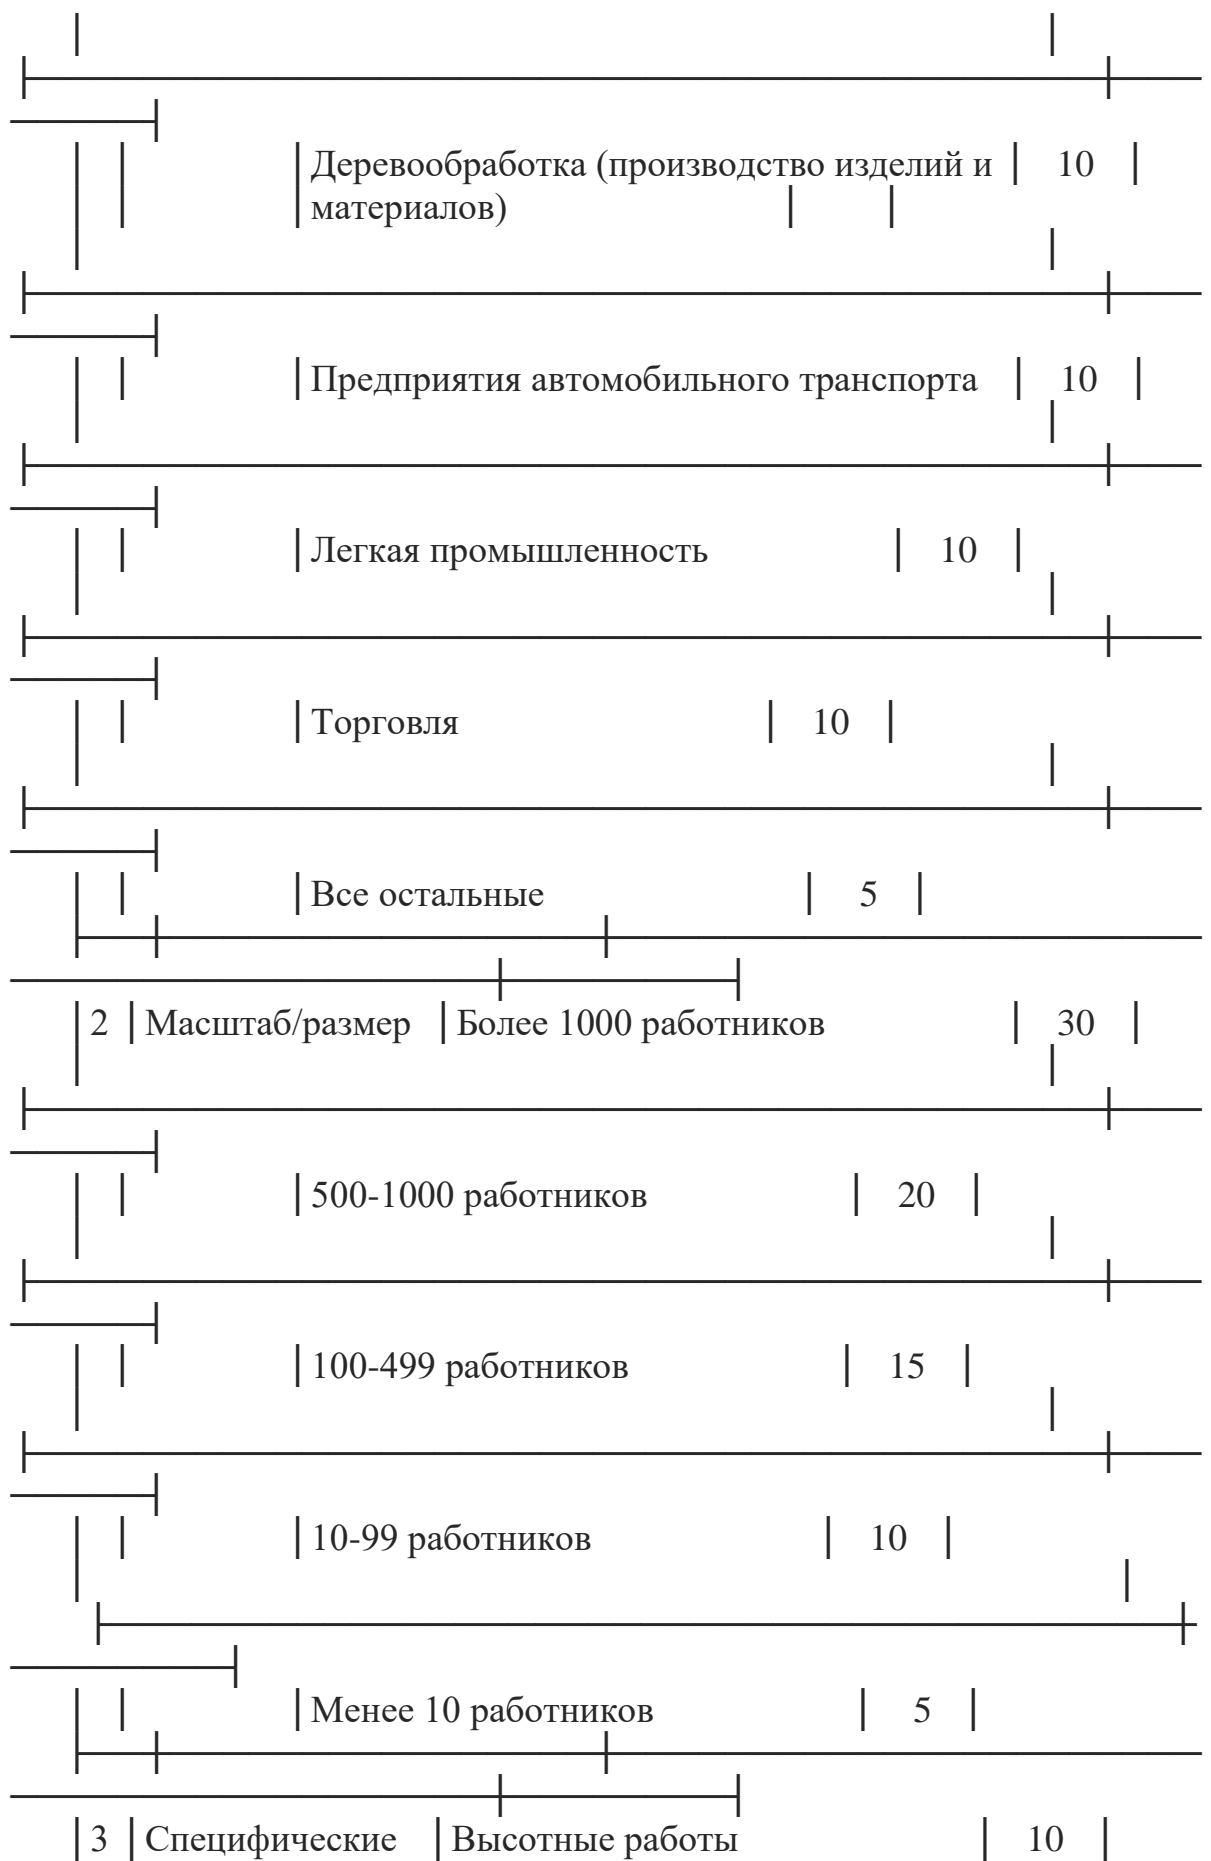 Деревообработка (производство изделий и 10
материалов)
Предприятия автомобильного транспорта 10
Легкая промышленность 10
Торговля 10
Все остальные 5
2 Масштаб/размер Более 1000 работников 30
500-1000 работников 20
100-499 работников 15
10-99 работников 10
Менее 10 работников 5
3 Специфические Высотные работы 10